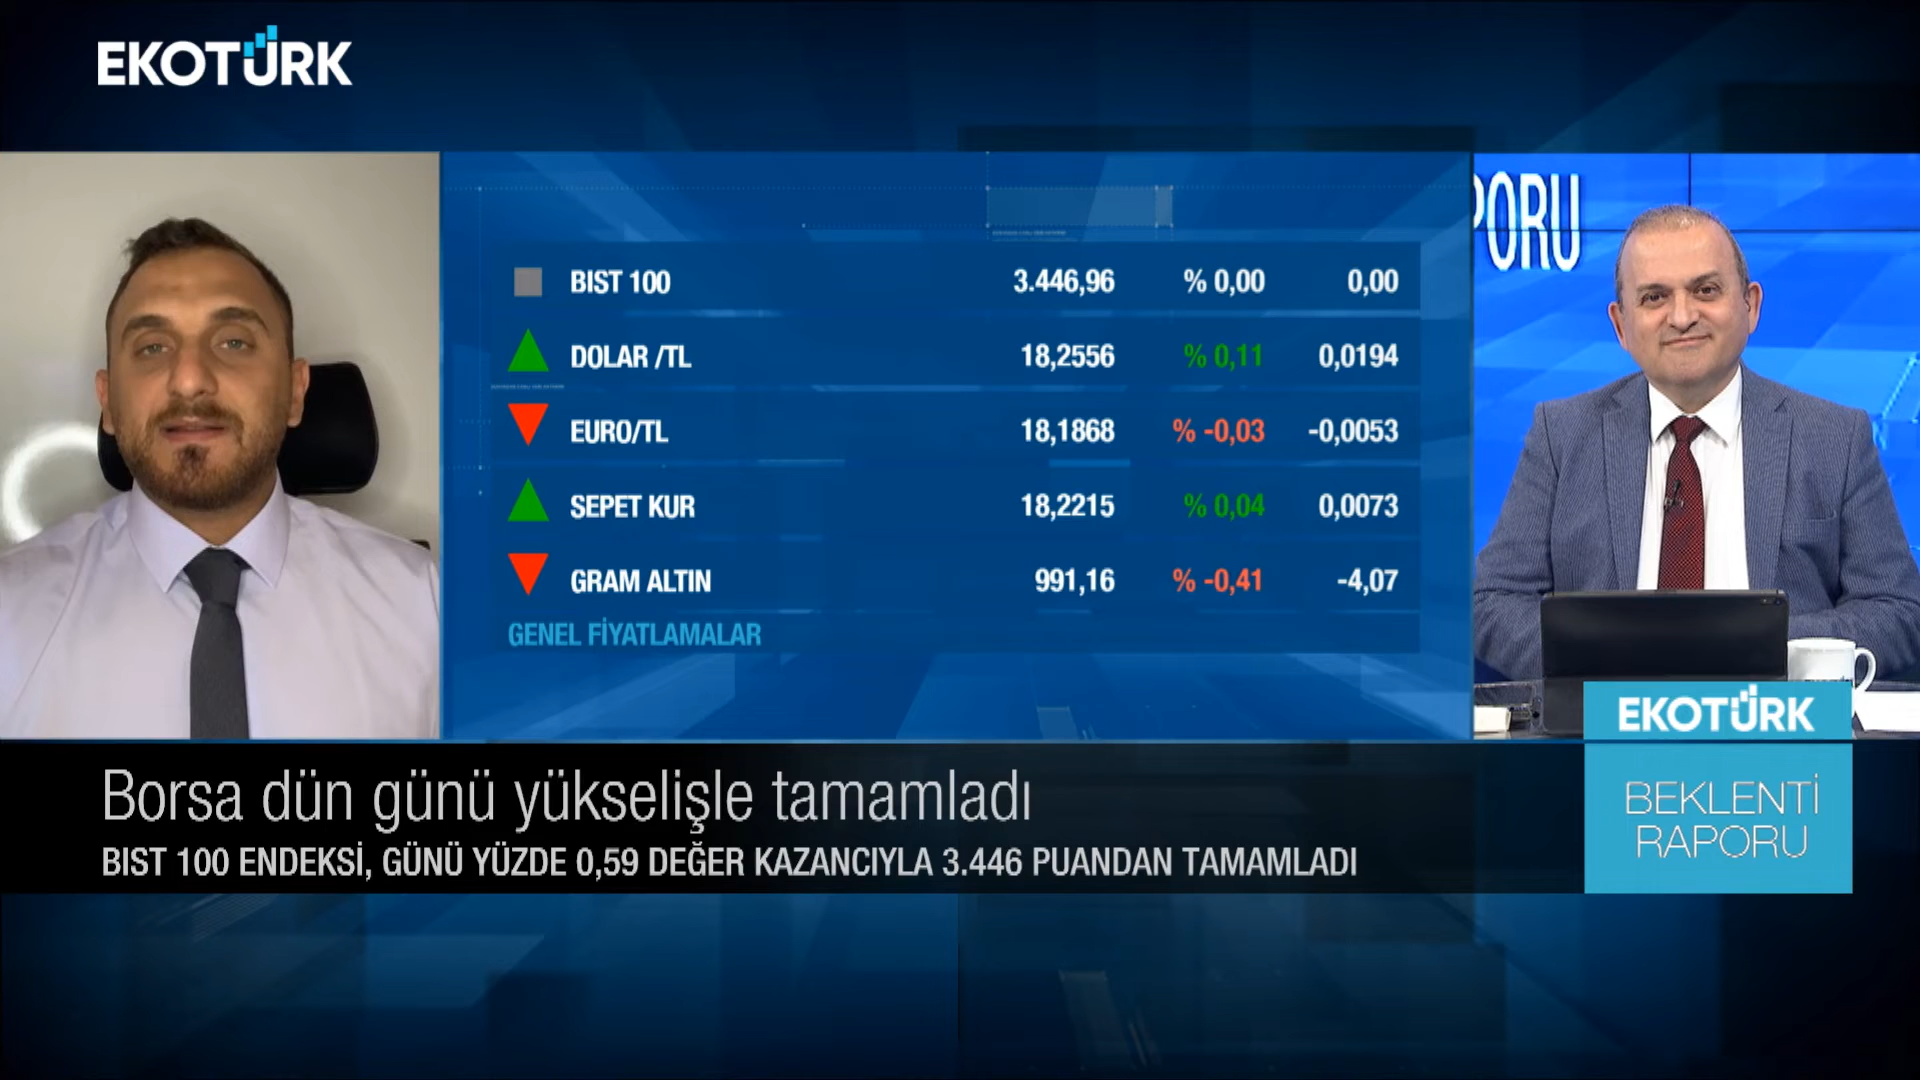 EKOTÜRK
PORU
BIST 100 3.446,96 % 0,00 0,00
DOLAR /TL 18,2556 % 0,11 0,0194
EURO/TL 18,1868 % -0,03 -0,0053
SEPET KUR 18,2215 % 0,04 0,0073
GRAM ALTIN 991,16 % -0,41 -4,07
GENEL FİYATLAMALAR
EKOTÜRK
Borsa dün günü yükselişle tamamladı
BIST 100 ENDEKSİ, GÜNÜ YÜZDE 0,59 DEĞER KAZANCIYLA 3.446 PUANDAN TAMAMLADI
BEKLENTİ
RAPORU